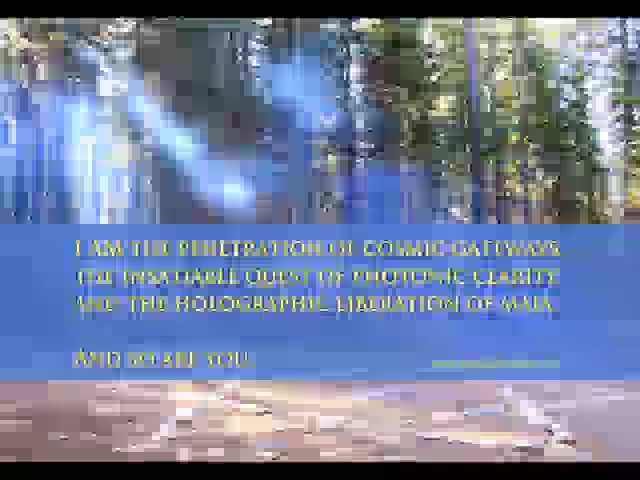 I AM THE PENETRATION OF COSMIC GATEWAYS
THE INSATIABLE QUEST OF PHOTONIC CLARITY
AND THE HOLOGRAPHIC LIBERATION OF MAIA.
AND SO ARE YOU.